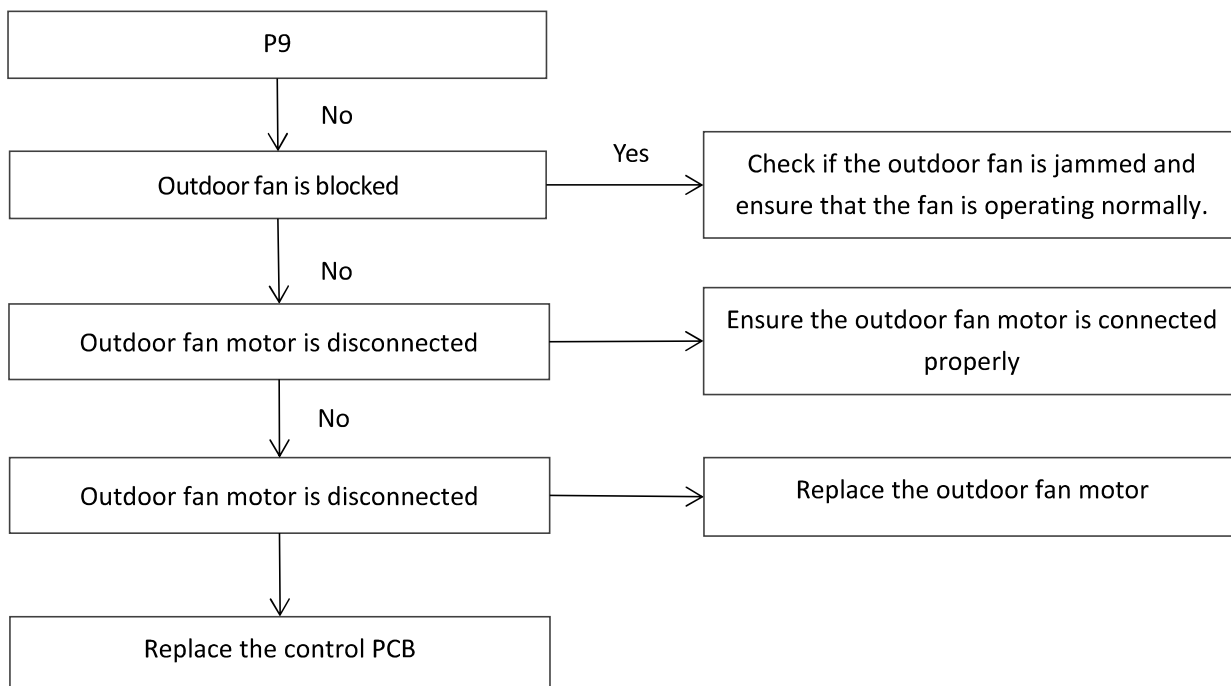 P9
No
Outdoor fan is blocked
Yes
Check if the outdoor fan is jammed and
ensure that the fan is operating normally.
No
Outdoor fan motor is disconnected
Ensure the outdoor fan motor is connected
properly
No
Outdoor fan motor is disconnected
Replace the outdoor fan motor
Replace the control PCB